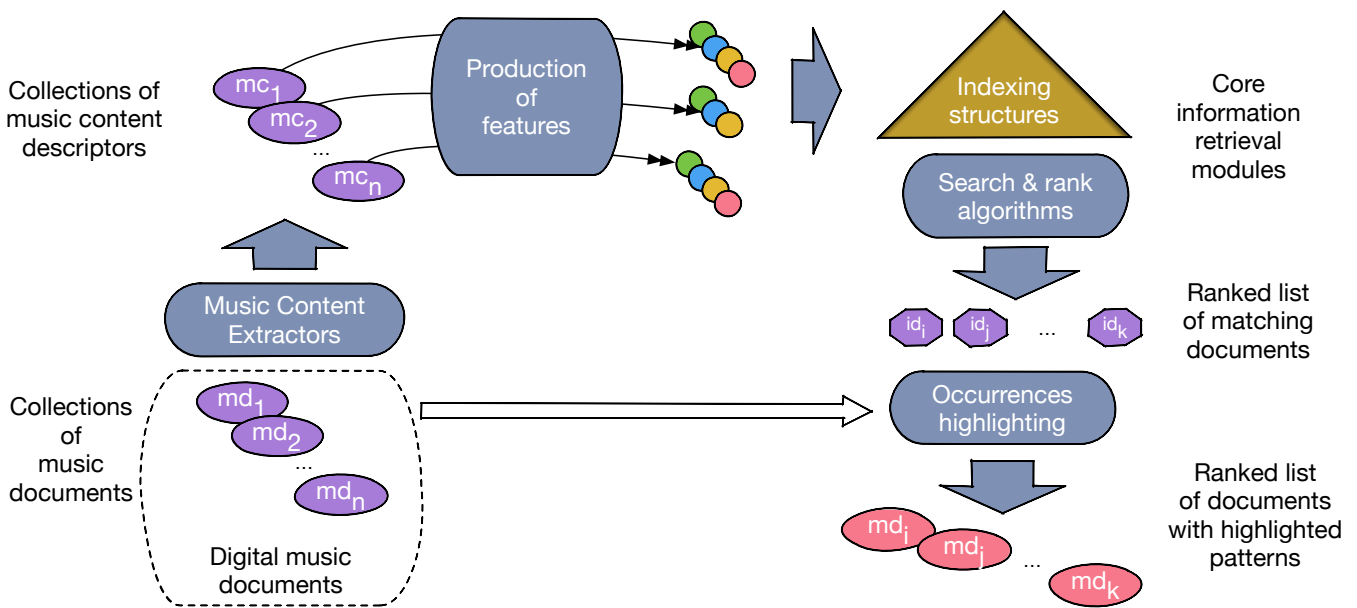 Collections of
music content
descriptors
mc1
mc2
...
mcn
Production
of
features
Indexing
structures
Core
information
retrieval
modules
Search & rank
algorithms
Music Content
Extractors
idi
idj
...
idk
Ranked list
of matching
documents
Collections
of
music
documents
md1
md2
...
mdn
Digital music
documents
Occurrences
highlighting
mdi
mdj
...
mdk
Ranked list
of documents
with highlighted
patterns